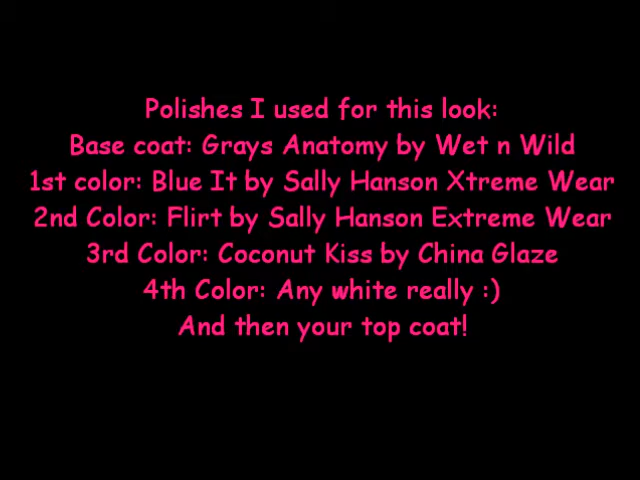 Polishes I used for this look:
Base coat: Grays Anatomy by Wet n Wild
1st color: Blue It by Sally Hanson Xtreme Wear
2nd Color: Flirt by Sally Hanson Extreme Wear
3rd Color: Coconut Kiss by China Glaze
4th Color: Any white really :)
And then your top coat!